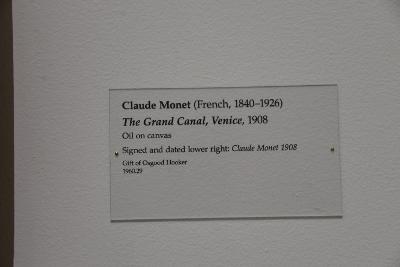 Claude Monet (French, 1840–1926)
The Grand Canal, Venice, 1908
Oil on canvas
Signed and dated lower right: Claude Monet 1908
Gift of Osgood Hooker
1960.29